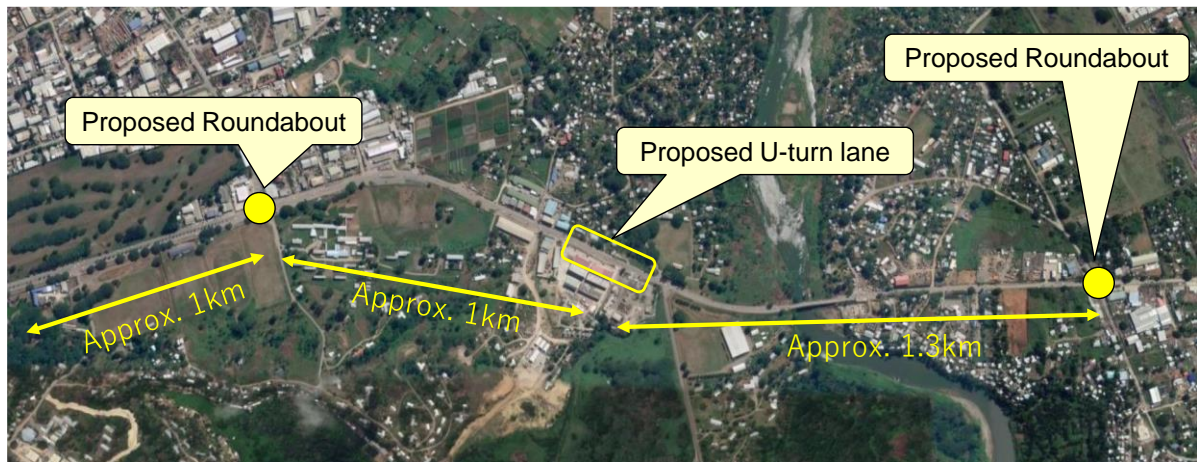 Proposed Roundabout
Proposed Roundabout
Proposed U-turn lane
Approx. 1km
Approx. 1km
Approx. 1.3km